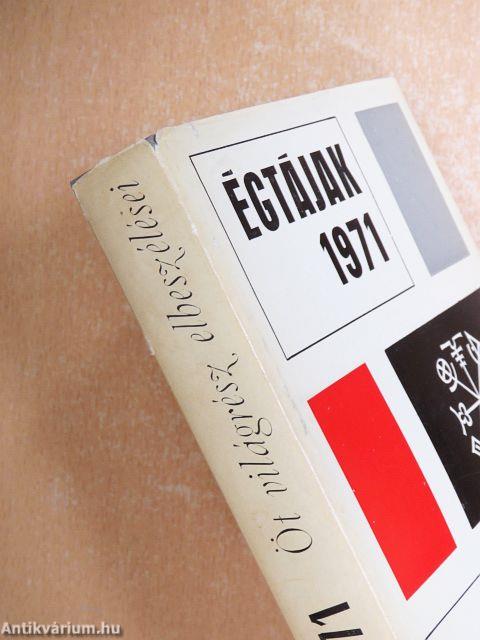 ÉGTÁJAK
1971
Öt világrész elbeszélései
Antikvárium.hu